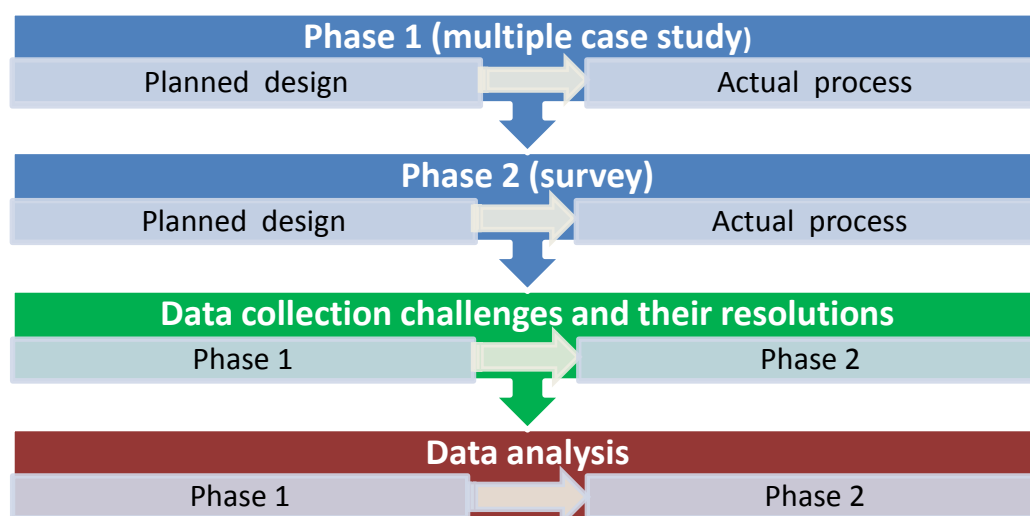 Phase 1 (multiple case study)
Planned design Actual process
Phase 2 (survey)
Planned design Actual process
Data collection challenges and their resolutions
Phase 1 Phase 2
Data analysis
Phase 1 Phase 2